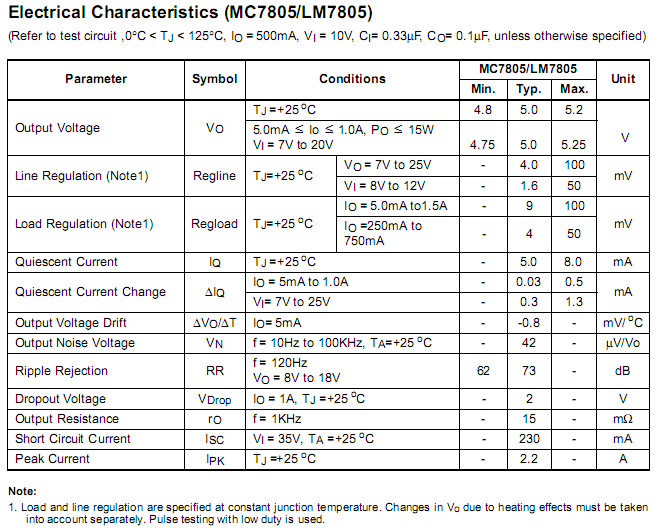 Electrical Characteristics (MC7805/LM7805)
(Refer to test circuit ,0°C < TJ < 125°C, IO = 500mA, VI = 10V, CI= 0.33µF, CO= 0.1µF, unless otherwise specified)
Parameter Symbol Conditions MC7805/LM7805 Unit
Min. Typ. Max.
Output Voltage VO TJ =+25 °C 4.8 5.0 5.2 V
5.0mA ≤ Io ≤ 1.0A, PO ≤ 15W
VI = 7V to 20V 4.75 5.0 5.25
Line Regulation (Note1) Regline TJ=+25 °C VO = 7V to 25V - 4.0 100 mV
VI = 8V to 12V - 1.6 50
Load Regulation (Note1) Regload TJ=+25 °C IO = 5.0mA to1.5A - 9 100 mV
IO =250mA to
750mA - 4 50
Quiescent Current IQ TJ =+25 °C - 5.0 8.0 mA
Quiescent Current Change ΔIQ IO = 5mA to 1.0A - 0.03 0.5 mA
VI= 7V to 25V - 0.3 1.3
Output Voltage Drift ΔVO/ΔT IO= 5mA - -0.8 - mV/ °C
Output Noise Voltage VN f = 10Hz to 100KHz, TA=+25 °C - 42 - µV/Vo
Ripple Rejection RR f = 120Hz
VO = 8V to 18V 62 73 - dB
Dropout Voltage VDrop IO = 1A, TJ =+25 °C - 2 - V
Output Resistance rO f = 1KHz - 15 - mΩ
Short Circuit Current ISC VI = 35V, TA =+25 °C - 230 - mA
Peak Current IPK TJ =+25 °C - 2.2 - A
Note:
1. Load and line regulation are specified at constant junction temperature. Changes in Vo due to heating effects must be taken
into account separately. Pulse testing with low duty is used.